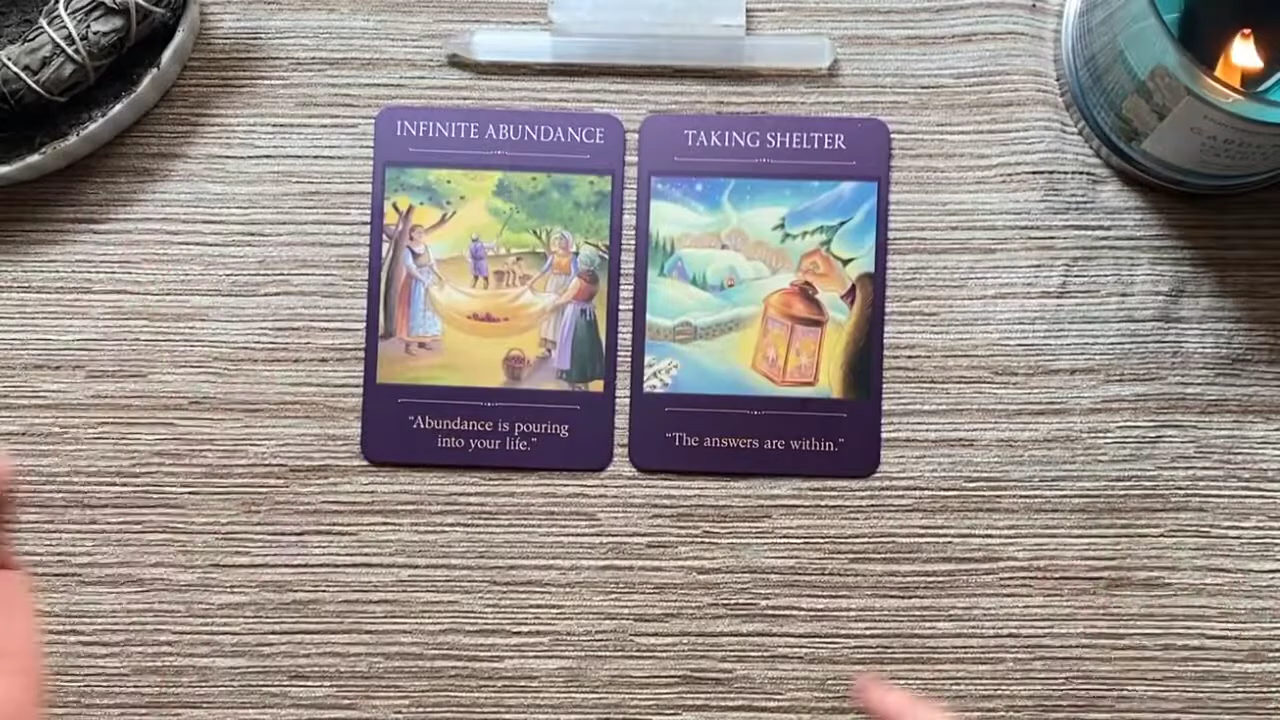 INFINITE ABUNDANCE
"Abundance is pouring
into your life."
TAKING SHELTER
"The answers are within."